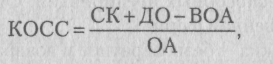 КОСС = СК + ДО – ВОА
ОА,